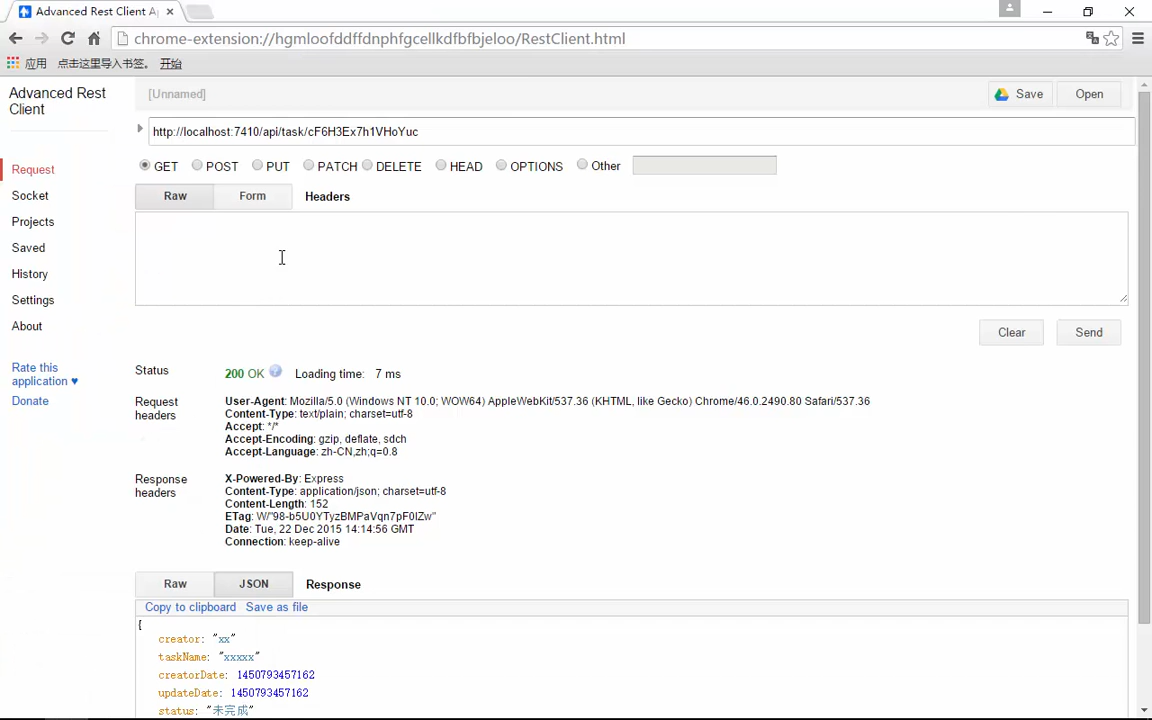 Advanced Rest Client A
chrome-extension://hgmloofddffdnphfgcellkdfbfbjeloo/RestClient.html
应用 点击这里导入书签。 开始
Advanced Rest Client
[Unnamed]
Save Open
http://localhost:7410/api/task/cF6H3Ex7h1VHoYuc
GET POST PUT PATCH DELETE HEAD OPTIONS Other
Raw Form Headers
Request
Socket
Projects
Saved
History
Settings
About
Rate this application ♥
Donate
Clear Send
Status 200 OK Loading time: 7 ms
Request headers
User-Agent: Mozilla/5.0 (Windows NT 10.0; WOW64) AppleWebKit/537.36 (KHTML, like Gecko) Chrome/46.0.2490.80 Safari/537.36
Content-Type: text/plain; charset=utf-8
Accept: */*
Accept-Encoding: gzip, deflate, sdch
Accept-Language: zh-CN,zh;q=0.8
Response headers
X-Powered-By: Express
Content-Type: application/json; charset=utf-8
Content-Length: 152
ETag: W/"98-b5U0YTyzBMPaVqn7pF0IZw"
Date: Tue, 22 Dec 2015 14:14:56 GMT
Connection: keep-alive
Raw JSON Response
Copy to clipboard Save as file
{
creator: "xx"
taskName: "xxxxx"
creatorDate: 1450793457162
updateDate: 1450793457162
status: "未完成"